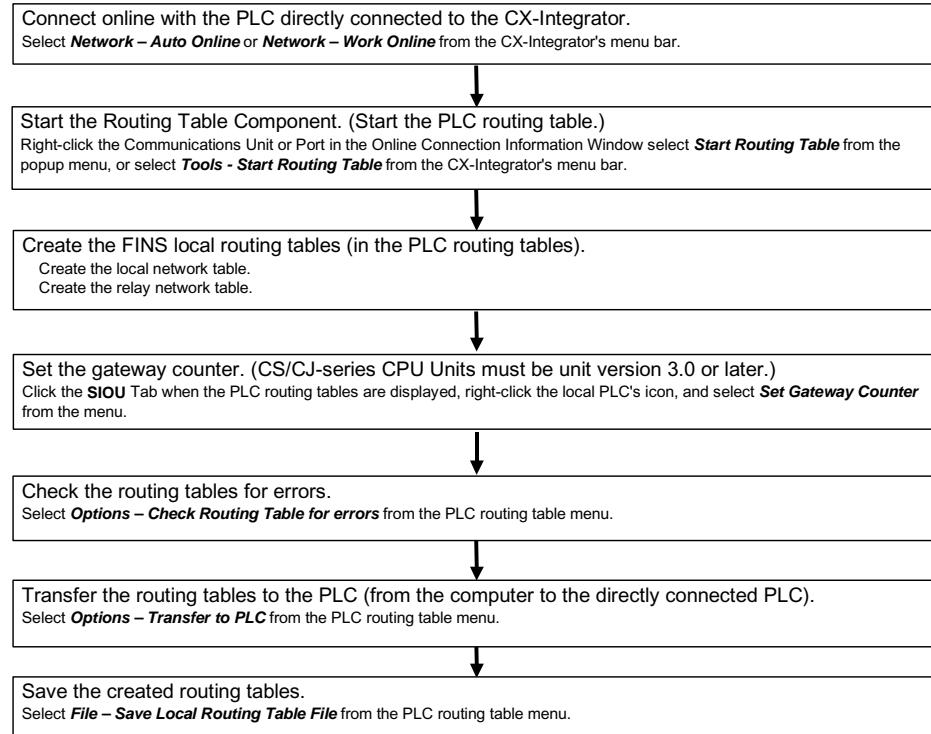 Connect online with the PLC directly connected to the CX-Integrator.
Select Network – Auto Online or Network – Work Online from the CX-Integrator's menu bar.
Start the Routing Table Component. (Start the PLC routing table.)
Right-click the Communications Unit or Port in the Online Connection Information Window select Start Routing Table from the
popup menu, or select Tools - Start Routing Table from the CX-Integrator's menu bar.
Create the FINS local routing tables (in the PLC routing tables).
Create the local network table.
Create the relay network table.
Set the gateway counter. (CS/CJ-series CPU Units must be unit version 3.0 or later.)
Click the SIOU Tab when the PLC routing tables are displayed, right-click the local PLC's icon, and select Set Gateway Counter
from the menu.
Check the routing tables for errors.
Select Options – Check Routing Table for errors from the PLC routing table menu.
Transfer the routing tables to the PLC (from the computer to the directly connected PLC).
Select Options – Transfer to PLC from the PLC routing table menu.
Save the created routing tables.
Select File – Save Local Routing Table File from the PLC routing table menu.